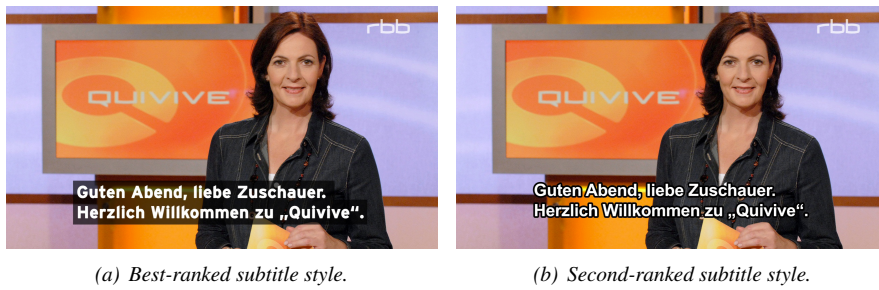 rbb
QUIVIVE
Guten Abend, liebe Zuschauer.
Herzlich Willkommen zu „Quivive“.
(a) Best-ranked subtitle style.
rbb
QUIVIVE
Guten Abend, liebe Zuschauer.
Herzlich Willkommen zu „Quivive“.
(b) Second-ranked subtitle style.